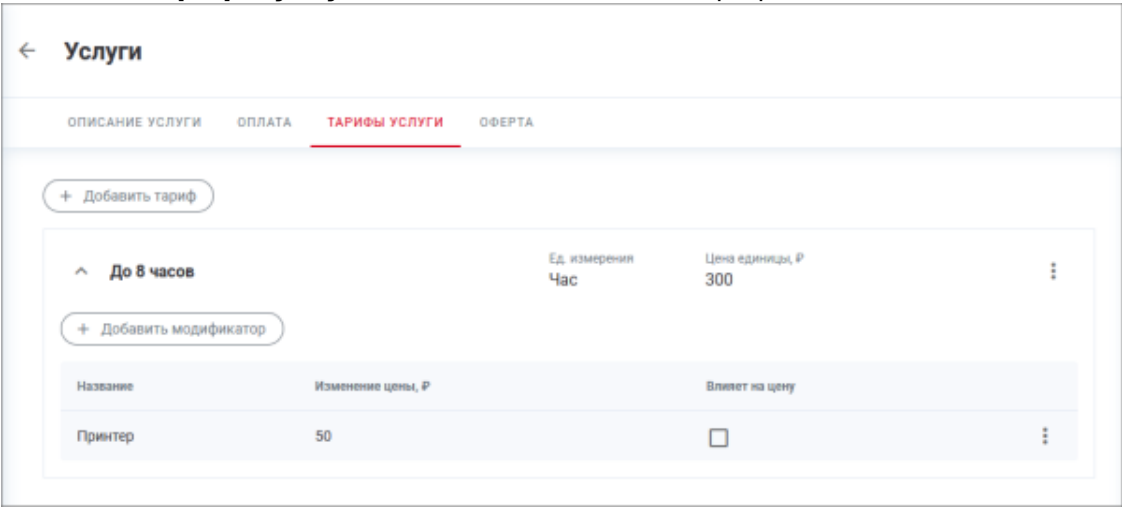 Услуги
ОПИСАНИЕ УСЛУГИ ОПЛАТА ТАРИФЫ УСЛУГИ ОФЕРТА
+ Добавить тариф
До 8 часов
Ед. измерения
Час
Цена единицы, ₽
300
+ Добавить модификатор
Название Изменение цены, ₽ Влияет на цену
Принтер 50